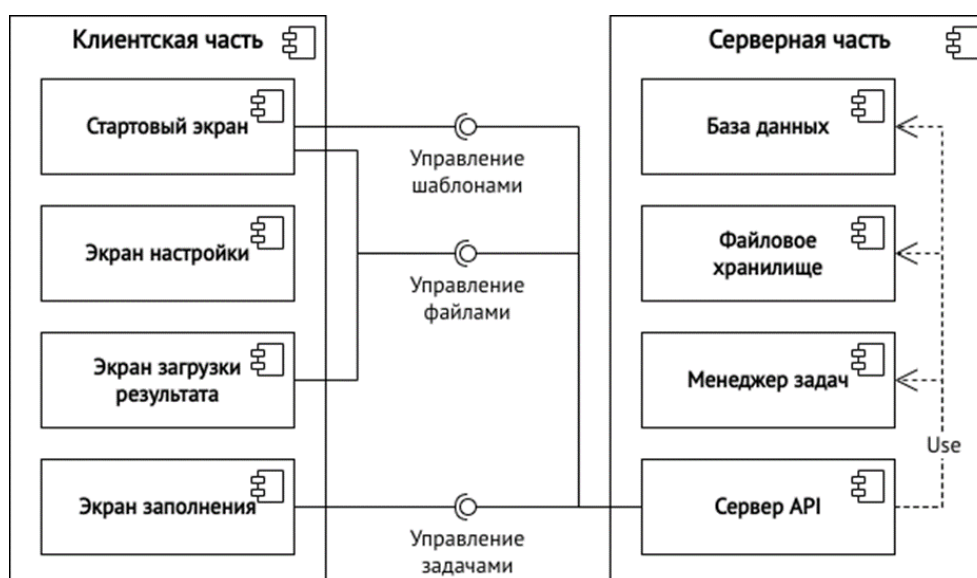 Клиентская часть
Стартовый экран
Экран настройки
Экран загрузки
результата
Экран заполнения
Управление
шаблонами
Управление
файлами
Управление
задачами
Серверная часть
База данных
Файловое
хранилище
Менеджер задач
Use
Сервер API